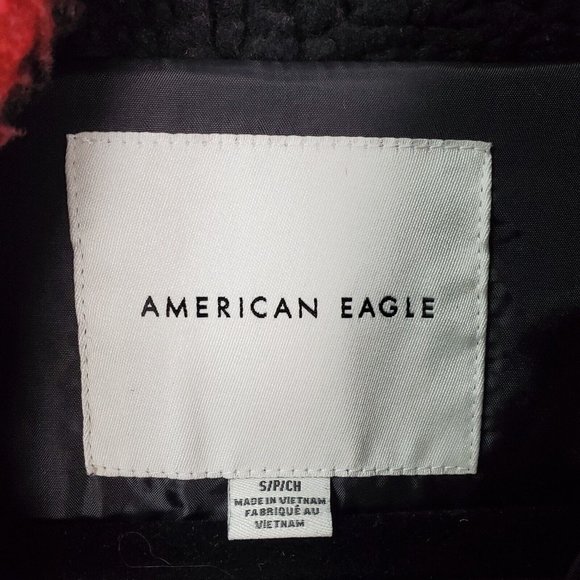 AMERICAN EAGLE
S/P/CH
MADE IN VIETNAM
FABRIQUÉ AU
VIETNAM